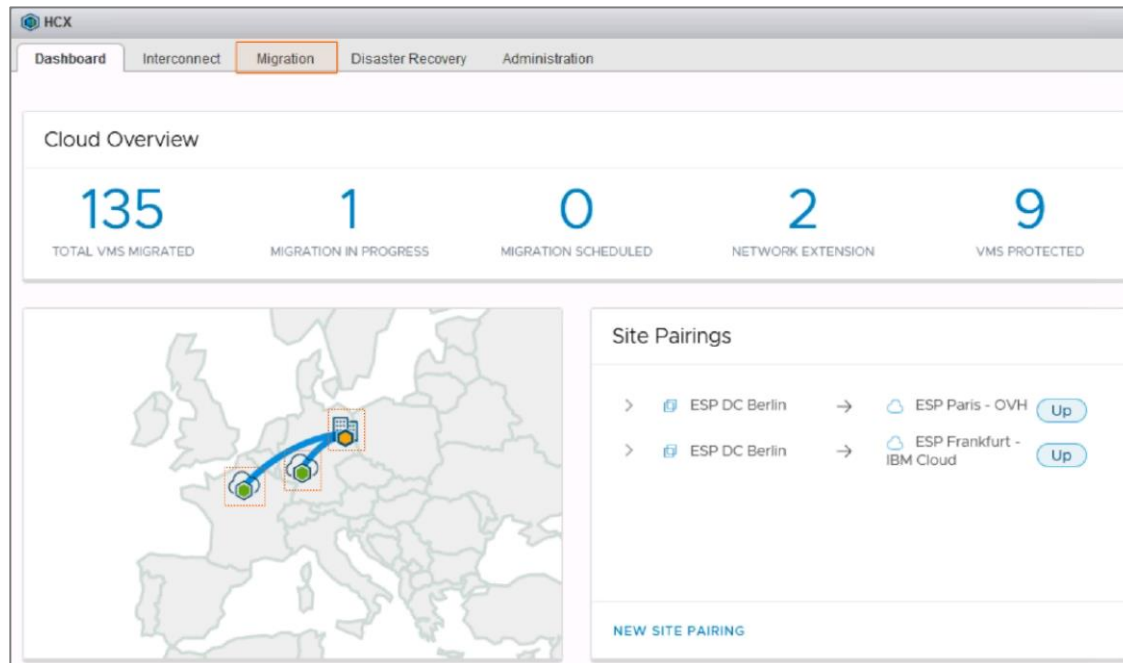 HCX
Dashboard Interconnect Migration Disaster Recovery Administration
Cloud Overview
135 1 0 2 9
TOTAL VMS MIGRATED MIGRATION IN PROGRESS MIGRATION SCHEDULED NETWORK EXTENSION VMS PROTECTED
Site Pairings
ESP DC Berlin → ESP Paris - OVH Up
ESP DC Berlin → ESP Frankfurt -
IBM Cloud Up
NEW SITE PAIRING